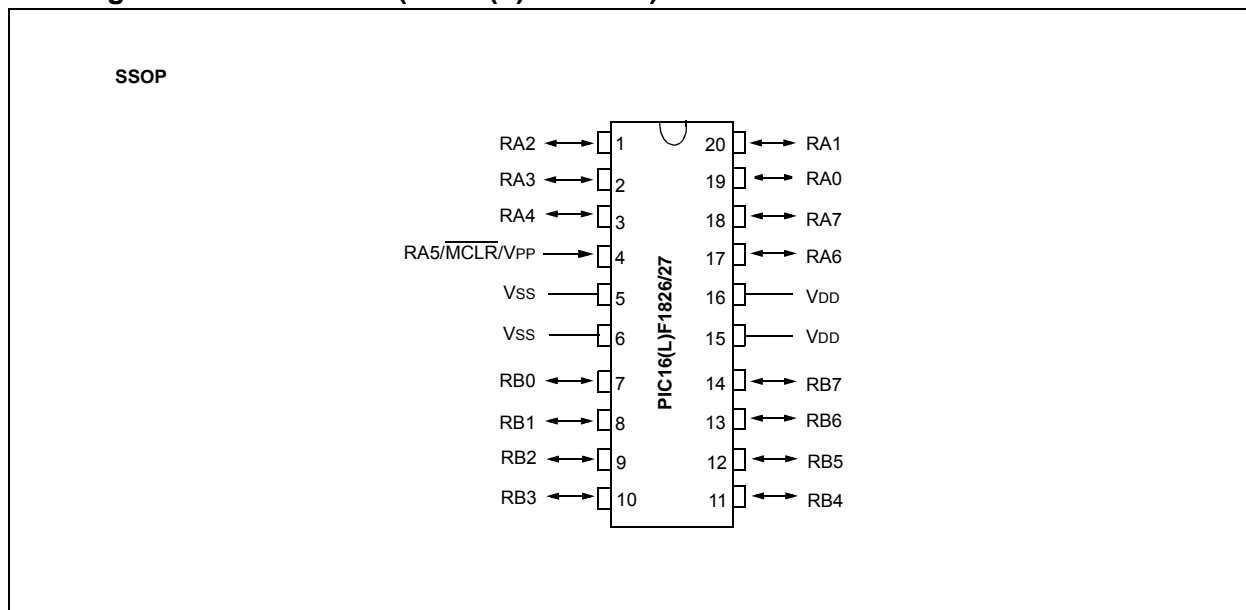 SSOP
RA2 1 20 RA1
RA3 2 19 RA0
RA4 3 18 RA7
RA5/MCLR/VPP 4 17 RA6
VSS 5 16 VDD
VSS 6 15 VDD
RB0 7 14 RB7
RB1 8 13 RB6
RB2 9 12 RB5
RB3 10 11 RB4
PIC16(L)F1826/27